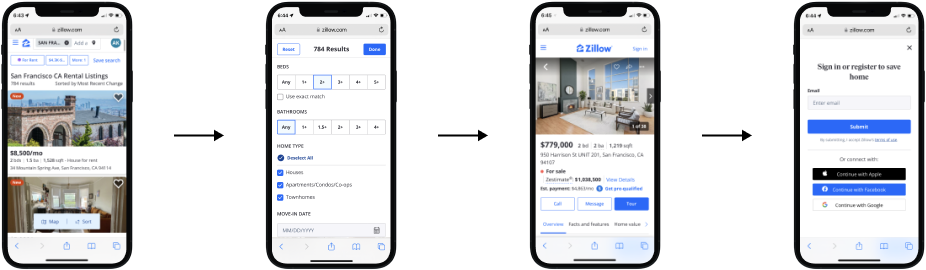 6:43
AA zillow.com
SAN FRA... Add a AR
For Rent $4.3K-5... More Save search
San Francisco CA Rental Listings
784 results Sorted by Most Recent Change
New
$8,500/mo
2 bds 1.5 ba 1,528 sqft - House for rent
34 Mountain Spring Ave, San Francisco, CA 94114
New
Map Sort
6:44
AA zillow.com
Reset 784 Results Done
BEDS
Any 1+ 2+ 3+ 4+ 5+
Use exact match
BATHROOMS
Any 1+ 1.5+ 2+ 3+ 4+
HOME TYPE
Deselect All
Houses
Apartments/Condos/Co-ops
Townhomes
MOVE-IN DATE
MM/DD/YYYY
6:45
AA zillow.com
Zillow Sign in
1 of 38
$779,000 2 bd 2 ba 1,219 sqft
950 Harrison St UNIT 201, San Francisco, CA
94107
For sale
Zestimate®: $1,038,500 View Details
Est. payment: Get pre-qualified
Call Message Tour
Overview Facts and features Home value
6:44
AA zillow.com
Sign in or register to save
home
Email
Enter email
Submit
By submitting I accept Zillow's terms of use.
Or connect with:
Continue with Apple
Continue with Facebook
Continue with Google